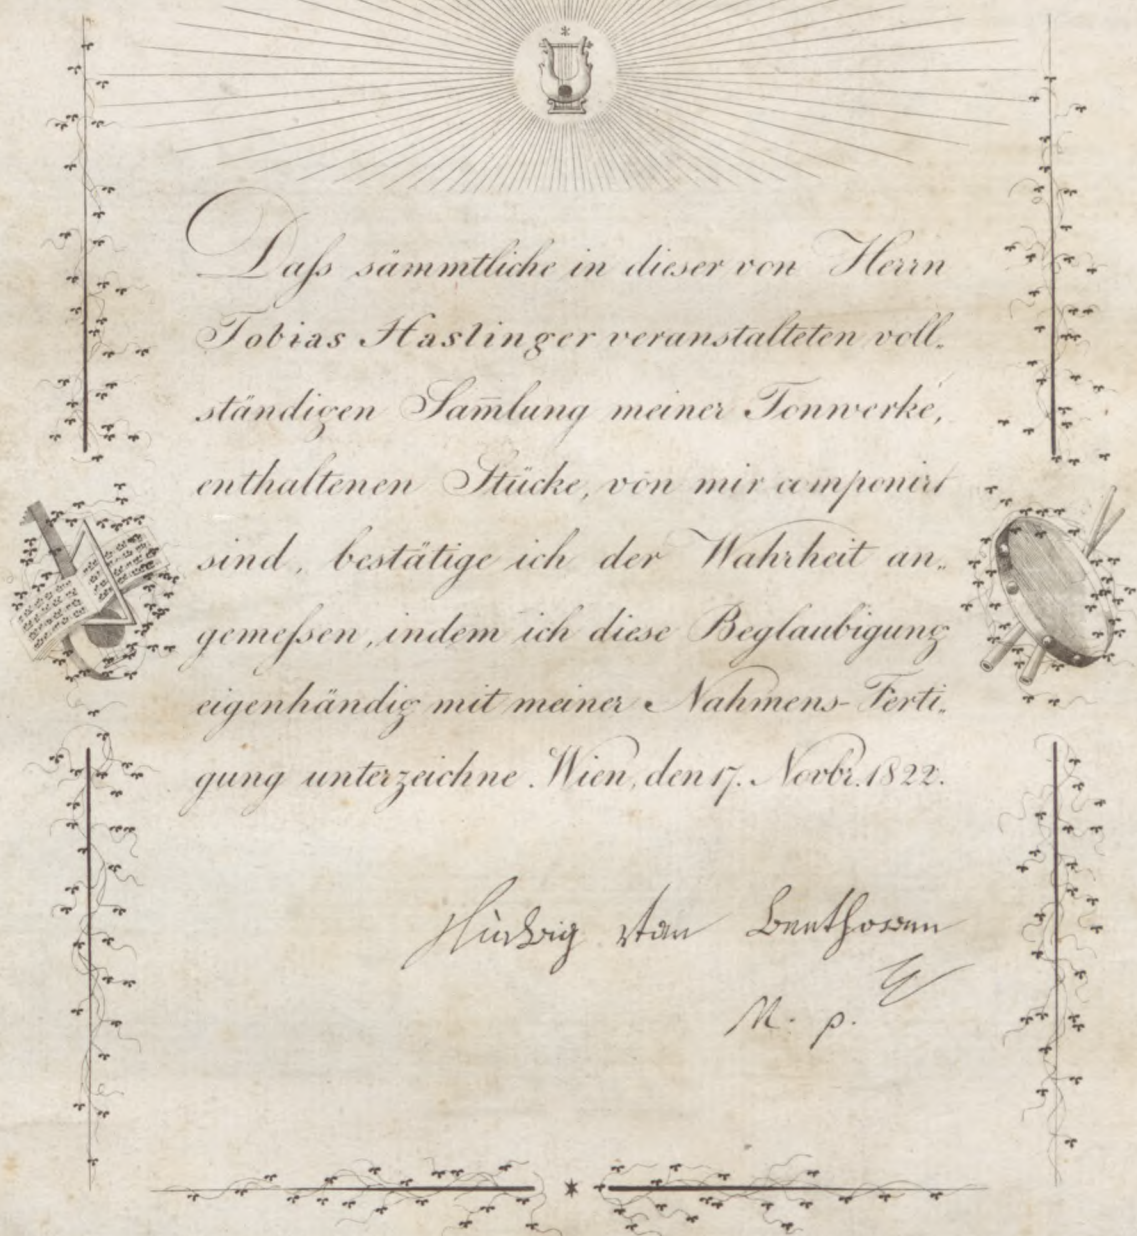 Daſs sämmtliche in dieser von Herrn
Tobias Haslinger veranstalteten voll„
ständigen Sam̅lung meiner Tonwerke,
enthaltenen Stücke, von mir componirt
sind, bestätige ich der Wahrheit an„
gemeſsen, indem ich diese Beglaubigung
eigenhändig mit meiner Nahmens-Ferti„
gung unterzeichne. Wien, den 17. Novbr. 1822.
Ludwig van Beethoven
M. p.